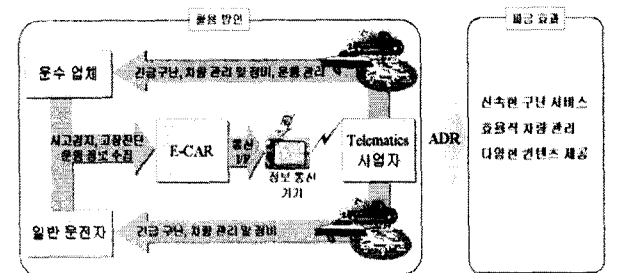 활용 방안
파급 효과
운수 업체
긴급구난, 차량 관리 및 정비, 운행 관리
사고감지, 고장진단
운행 정보 수집
E-CAR
통신
I/F
정보 통신
기기
Telematics
사업자
ADR
신속한 구난 서비스
효율적 차량 관리
다양한 컨텐츠 제공
일반 운전자
긴급 구난, 차량 관리 및 정비